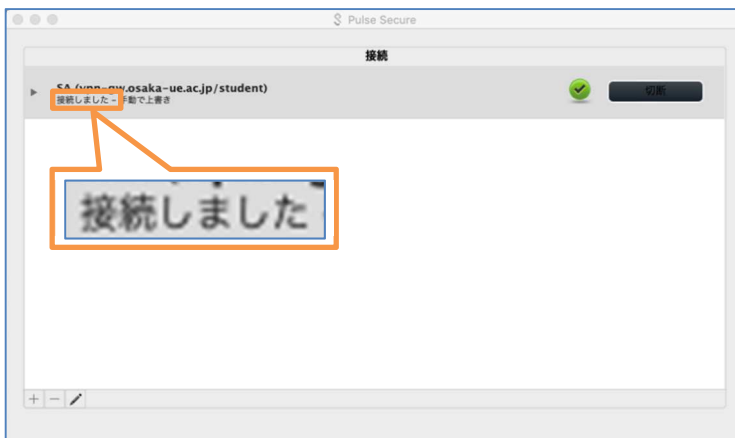 Pulse Secure
接続
SA (vpn-gw.osaka-ue.ac.jp/student)
接続しました - 手動で上書き
切断
接続しました